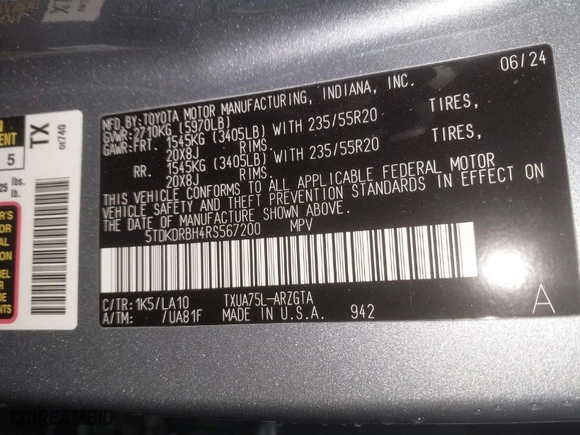 06/24
MFD.BY:TOYOTA MOTOR MANUFACTURING, INDIANA, INC.
GVWR:2710KG (5970LB)
GAWR:FRT. 1545KG (3405LB) WITH 235/55R20 TIRES,
20X8J RIMS.
RR. 1545KG (3405LB) WITH 235/55R20 TIRES,
20X8J RIMS.
THIS VEHICLE CONFORMS TO ALL APPLICABLE FEDERAL MOTOR
VEHICLE SAFETY AND THEFT PREVENTION STANDARDS IN EFFECT ON
THE DATE OF MANUFACTURE SHOWN ABOVE.
5TDKDRBH4RS567200 MPV
C/TR: 1K5/LA10 TXUA75L-ARZGTA
A/TM: /UA81F MADE IN U.S.A. 942
A
TX
5
lbs.
lb.
DREAMBID